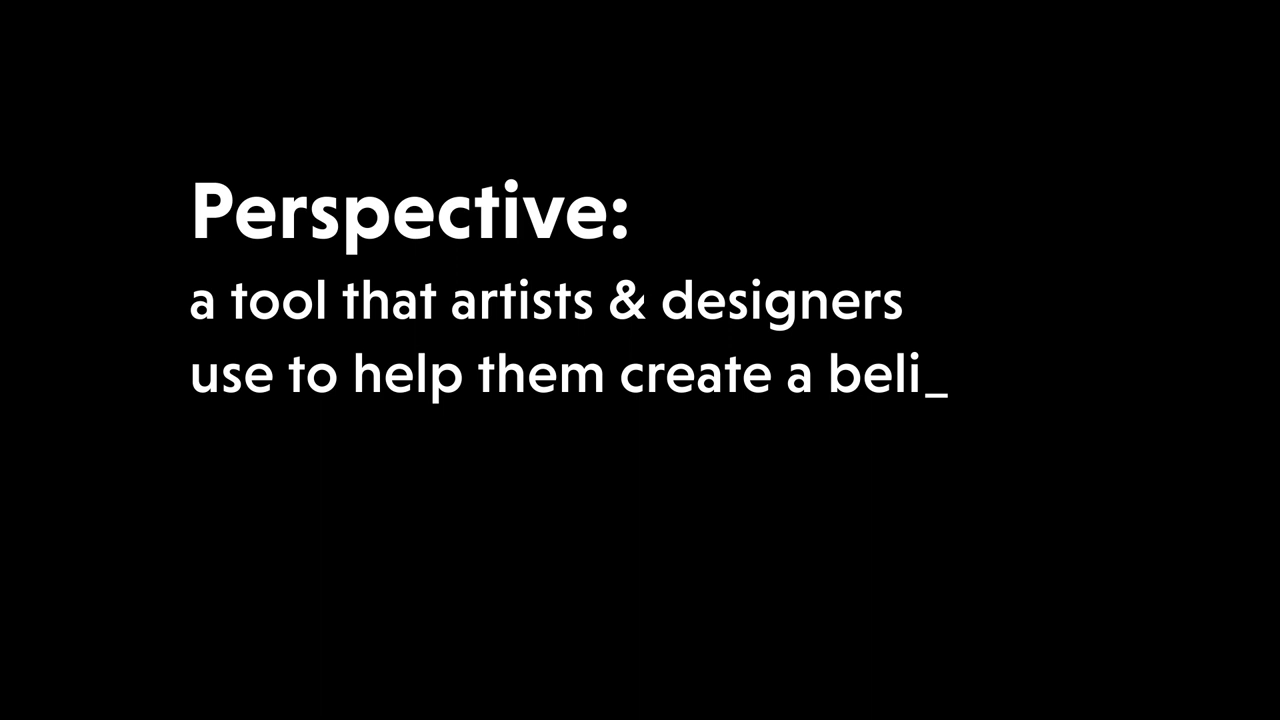 Perspective:
a tool that artists & designers
use to help them create a beli_